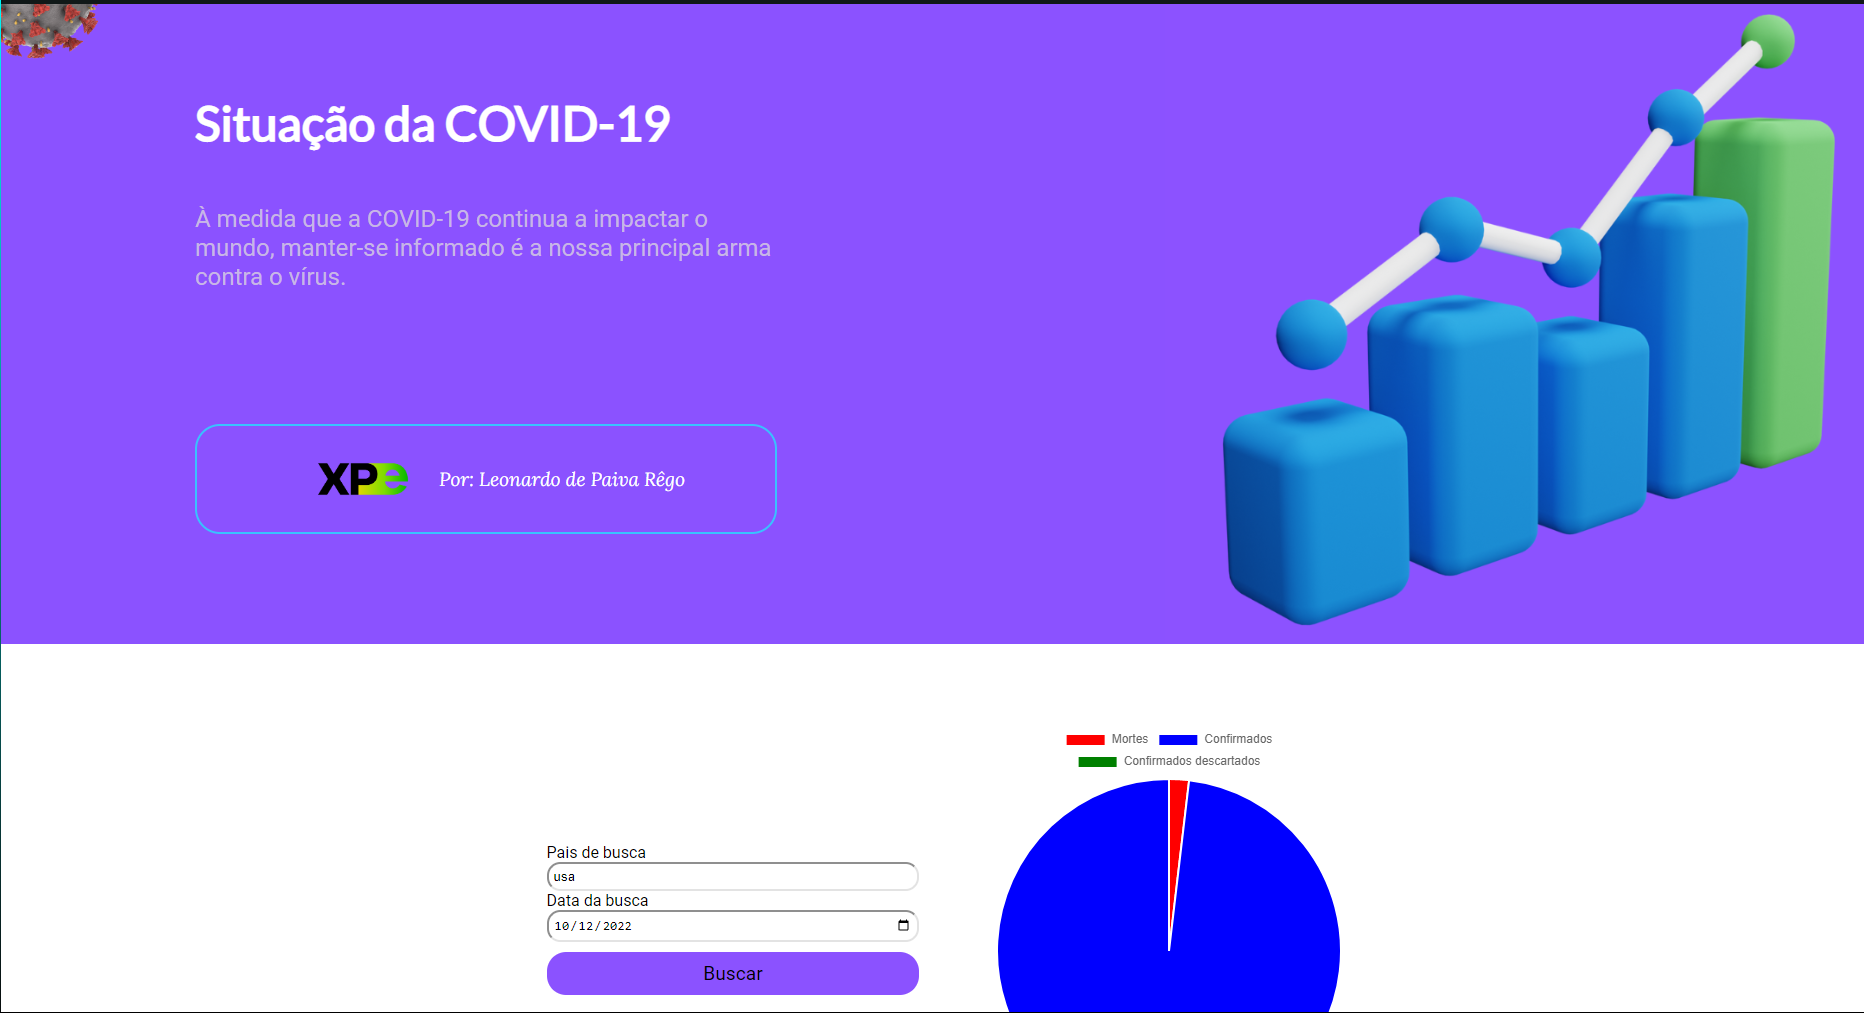 Situação da COVID-19
À medida que a COVID-19 continua a impactar o
mundo, manter-se informado é a nossa principal arma
contra o vírus.
XPe Por: Leonardo de Paiva Rêgo
Mortes Confirmados
Confirmados descartados
Pais de busca
usa
Data da busca
10/12/2022
Buscar